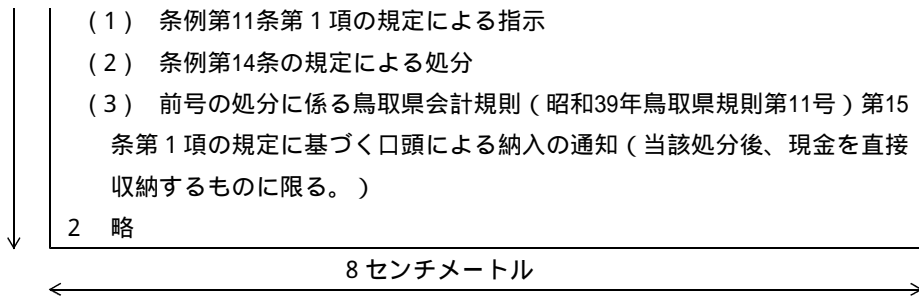 (1) 条例第11条第１項の規定による指示
(2) 条例第14条の規定による処分
(3) 前号の処分に係る鳥取県会計規則（昭和39年鳥取県規則第11号）第15
条第１項の規定に基づく口頭による納入の通知（当該処分後、現金を直接
収納するものに限る。）
2 略
8センチメートル